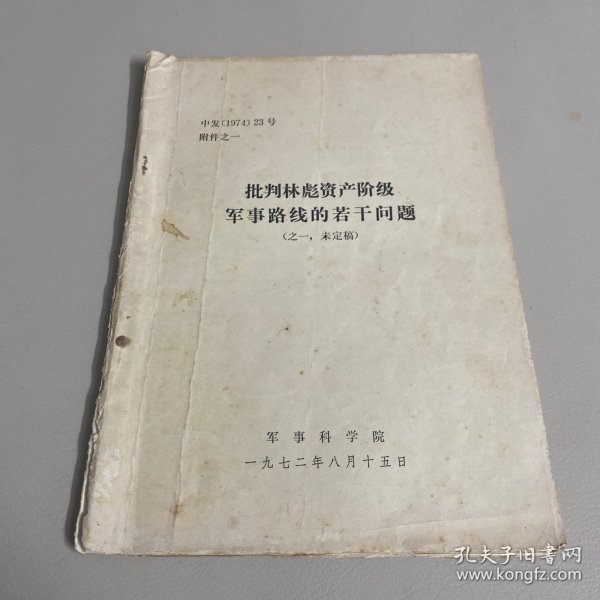 中发(1974)23号
附件之一
批判林彪资产阶级
军事路线的若干问题
(之一，未定稿)
军事科学院
一九七二年八月十五日
孔夫子旧书网
www.kongfz.com